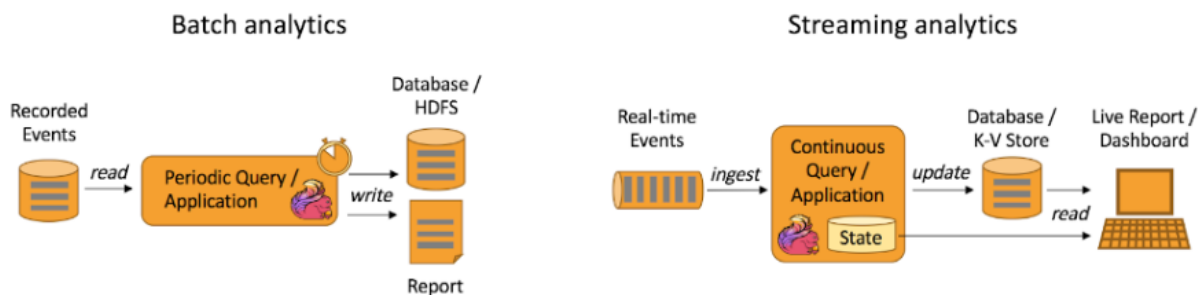 Batch analytics
Recorded
Events
read
Periodic Query /
Application
write
Database /
HDFS
Report
Streaming analytics
Real-time
Events
ingest
Continuous
Query /
Application
State
update
Database /
K-V Store
read
Live Report /
Dashboard